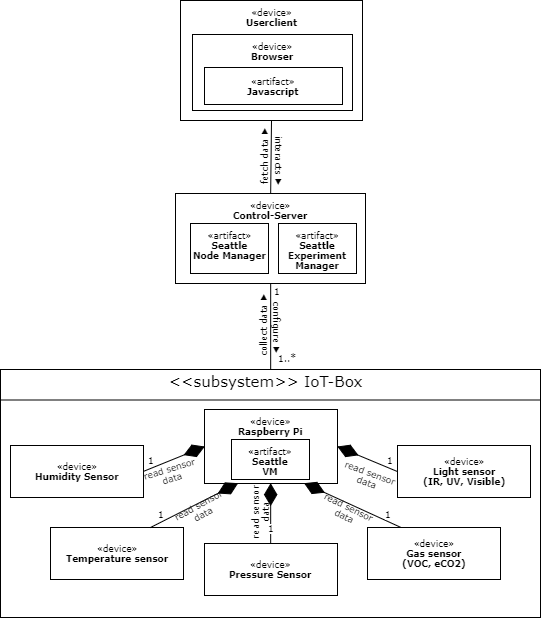 «device»
Userclient
«device»
Browser
«artifact»
Javascript
fetch data
interacts
«device»
Control-Server
«artifact»
Seattle
Node Manager
«artifact»
Seattle
Experiment
Manager
1
collect data
configure
1..*
<<subsystem>> IoT-Box
«device»
Raspberry Pi
«artifact»
Seattle
VM
«device»
Humidity Sensor
1
read sensor
data
«device»
Light sensor
(IR, UV, Visible)
1
read sensor
data
«device»
Temperature sensor
1
read sensor
data
«device»
Pressure Sensor
1
read sensor
data
«device»
Gas sensor
(VOC, eCO2)
1
read sensor
data